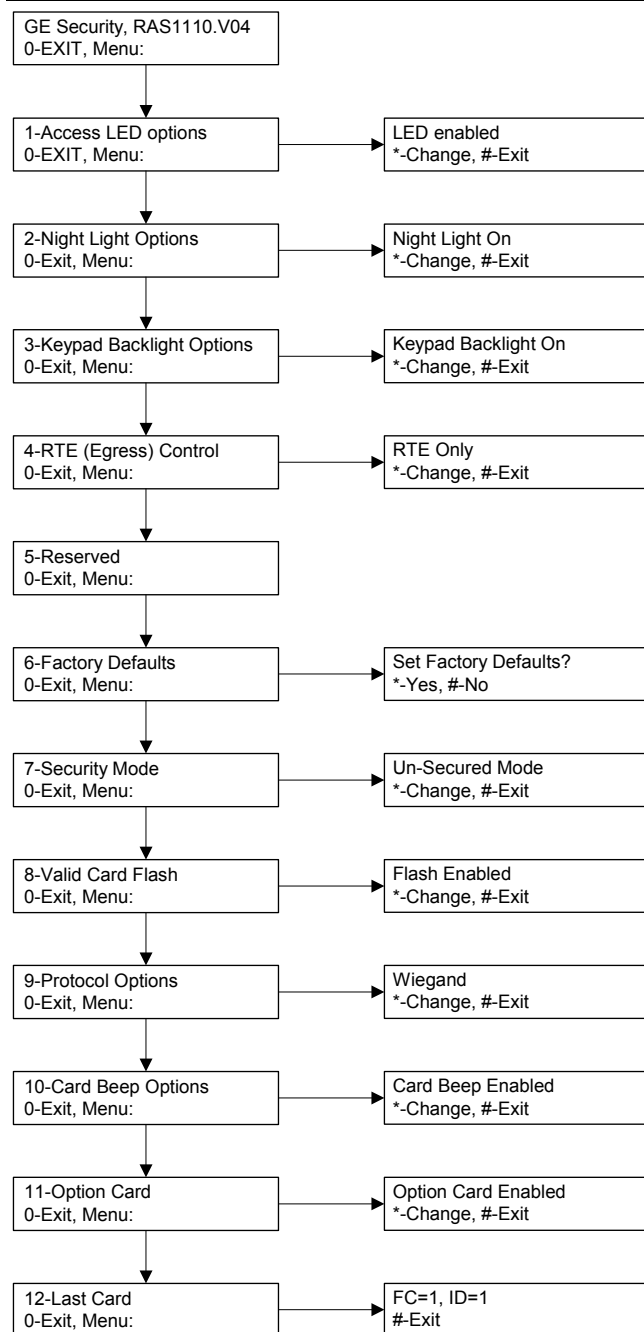 GE Security, RAS1110.V04
0-EXIT, Menu:
1-Access LED options
0-EXIT, Menu:
LED enabled
*-Change, #-Exit
2-Night Light Options
0-Exit, Menu:
Night Light On
*-Change, #-Exit
3-Keypad Backlight Options
0-Exit, Menu:
Keypad Backlight On
*-Change, #-Exit
4-RTE (Egress) Control
0-Exit, Menu:
RTE Only
*-Change, #-Exit
5-Reserved
0-Exit, Menu:
6-Factory Defaults
0-Exit, Menu:
Set Factory Defaults?
*-Yes, #-No
7-Security Mode
0-Exit, Menu:
Un-Secured Mode
*-Change, #-Exit
8-Valid Card Flash
0-Exit, Menu:
Flash Enabled
*-Change, #-Exit
9-Protocol Options
0-Exit, Menu:
Wiegand
*-Change, #-Exit
10-Card Beep Options
0-Exit, Menu:
Card Beep Enabled
*-Change, #-Exit
11-Option Card
0-Exit, Menu:
Option Card Enabled
*-Change, #-Exit
12-Last Card
0-Exit, Menu:
FC=1, ID=1
#-Exit